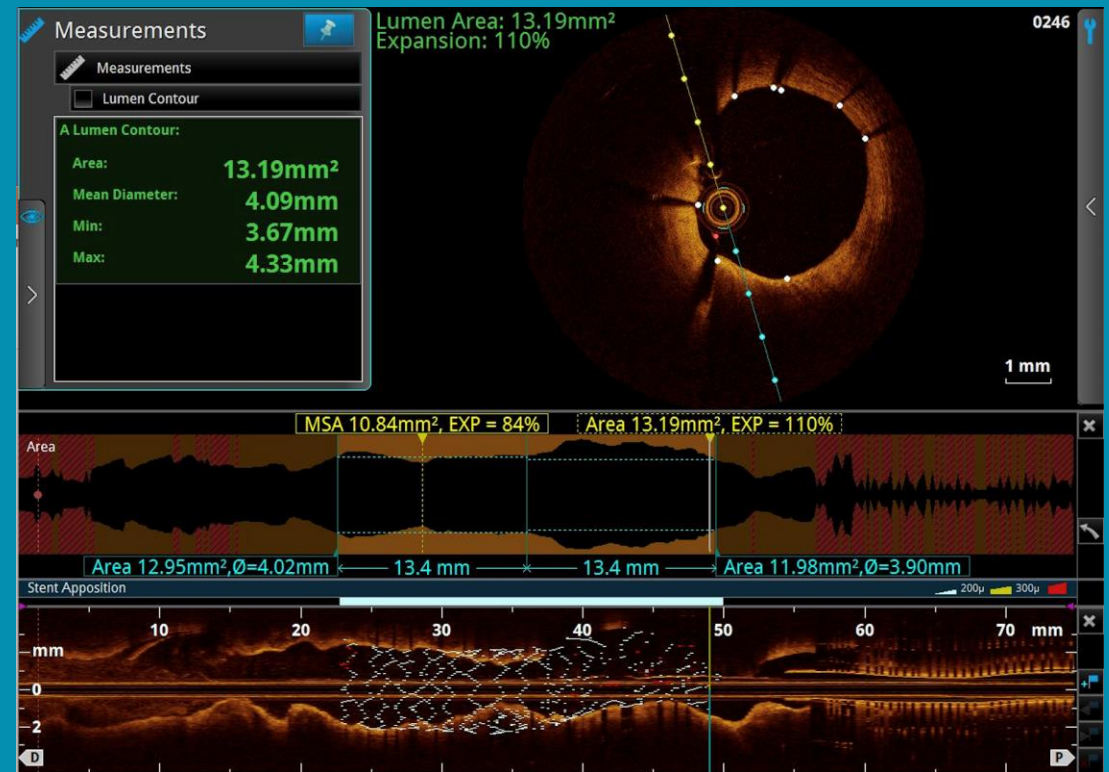 Measurements
Measurements
Lumen Contour
A Lumen Contour:
Area: 13.19mm²
Mean Diameter: 4.09mm
Min: 3.67mm
Max: 4.33mm
Lumen Area: 13.19mm²
Expansion: 110%
0246
1 mm
MSA 10.84mm², EXP = 84% Area 13.19mm², EXP = 110%
Area
Area 12.95mm²,Ø=4.02mm 13.4 mm 13.4 mm Area 11.98mm²,Ø=3.90mm
Stent Apposition 200µ 300µ
10 20 30 40 50 60 70 mm
mm
0
2
D P